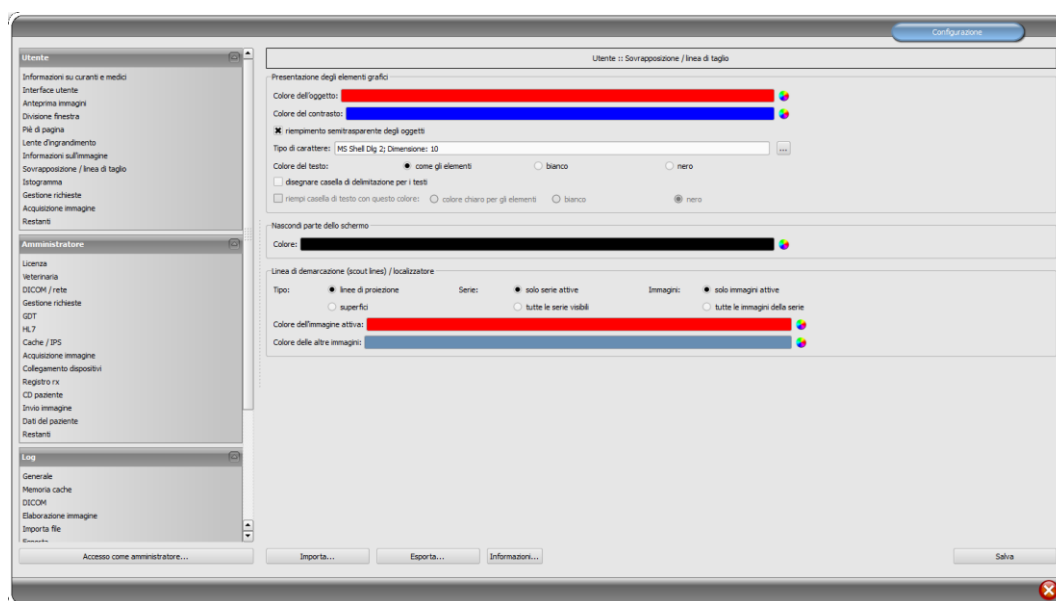 Configurazione
Utente
Informazioni su curanti e medici
Interface utente
Anteprima immagini
Divisione finestra
Piè di pagina
Lente d'ingrandimento
Informazioni sull'immagine
Sovrapposizione / linea di taglio
Istogramma
Gestione richieste
Acquisizione immagine
Restanti
Amministratore
Licenza
Veterinaria
DICOM / rete
Gestione richieste
GDT
HL7
Cache / IPS
Acquisizione immagine
Collegamento dispositivi
Registro rx
CD paziente
Invio immagine
Dati del paziente
Restanti
Log
Generale
Memoria cache
DICOM
Elaborazione immagine
Importa file
Esporta
Accesso come amministratore...
Utente :: Sovrapposizione / linea di taglio
Presentazione degli elementi grafici
Colore dell'oggetto:
Colore del contrasto:
riempimento semitrasparente degli oggetti
Tipo di carattere: MS Shell Dlg 2; Dimensione: 10 ...
Colore del testo: come gli elementi bianco nero
disegnare casella di delimitazione per i testi
riempi casella di testo con questo colore: colore chiaro per gli elementi bianco nero
Nascondi parte dello schermo
Colore:
Linea di demarcazione (scout lines) / localizzatore
Tipo: linee di proiezione Serie: solo serie attive Immagini: solo immagini attive
superfici tutte le serie visibili tutte le immagini della serie
Colore dell'immagine attiva:
Colore delle altre immagini:
Importa... Esporta... Informazioni... Salva